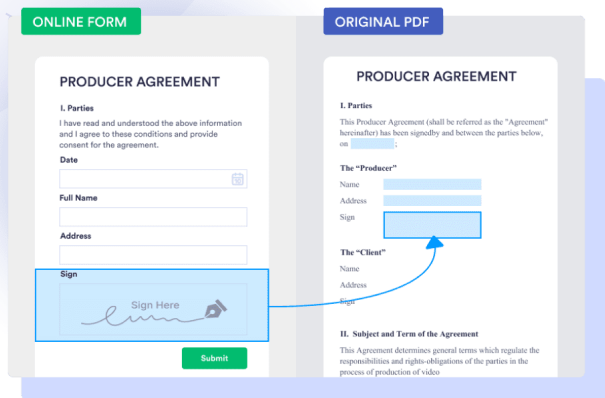 ONLINE FORM
PRODUCER AGREEMENT
I. Parties
I have read and understood the above information
and I agree to these conditions and provide
consent for the agreement.
Date
Full Name
Address
Sign
Sign Here
Submit
ORIGINAL PDF
PRODUCER AGREEMENT
I. Parties
This Producer Agreement (shall be referred as the "Agreement"
hereinafter) has been signedby and between the parties below,
on ;
The “Producer”
Name
Address
Sign
The “Client”
Name
Address
Sign
II. Subject and Term of the Agreement
This Agreement determines general terms which regulate the
responsibilities and rights-obligations of the parties in the
process of production of video